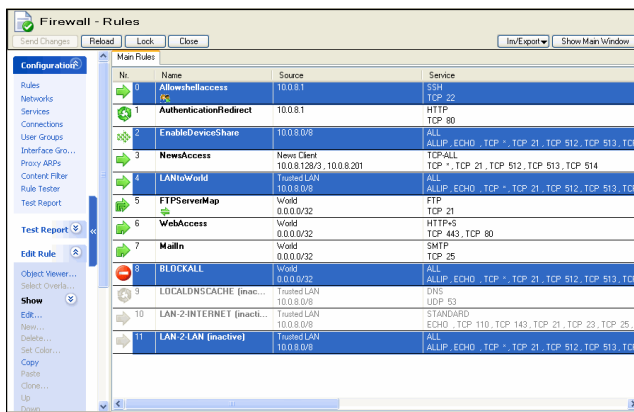 Firewall - Rules
Send Changes Reload Lock Close Im/Export Show Main Window
Configuration
Rules
Networks
Services
Connections
User Groups
Interface Gro...
Proxy ARPs
Content Filter
Rule Tester
Test Report
Test Report
Edit Rule
Object Viewer...
Select Overla...
Show
Edit...
New...
Delete...
Set Color...
Copy
Paste
Clone...
Up
Down
Main Rules
Nr. Name Source Service
0 Allowshellaccess 10.0.8.1 SSH
TCP 22
1 AuthenticationRedirect 10.0.8.1 HTTP
TCP 80
2 EnableDeviceShare 10.0.8.0/8 ALL
ALLIP , ECHO , TCP *, TCP 21 , TCP 512 , TCP 513 , TC
3 NewsAccess News Client TCP-ALL
10.0.8.128/3 , 10.0.8.201 TCP *, TCP 21 , TCP 512 , TCP 513 , TCP 514
4 LANtoWorld Trusted LAN ALL
10.0.8.0/8 ALLIP , ECHO , TCP *, TCP 21 , TCP 512 , TCP 513 , TC
5 FTPServerMap World FTP
0.0.0.0/32 TCP 21
6 WebAccess World HTTP+S
0.0.0.0/32 TCP 443 , TCP 80
7 MailIn World SMTP
0.0.0.0/32 TCP 25
8 BLOCKALL World ALL
0.0.0.0/32 ALLIP , ECHO , TCP *, TCP 21 , TCP 512 , TCP 513 , TC
9 LOCALDNSCACHE (inac... Trusted LAN DNS
10.0.8.0/8 UDP 53
10 LAN-2-INTERNET (inacti... Trusted LAN STANDARD
10.0.8.0/8 ECHO , TCP 110 , TCP 143 , TCP 21 , TCP 23 , TCP 25 ,
11 LAN-2-LAN (inactive) Trusted LAN ALL
10.0.8.0/8 ALLIP , ECHO , TCP *, TCP 21 , TCP 512 , TCP 513 , TC